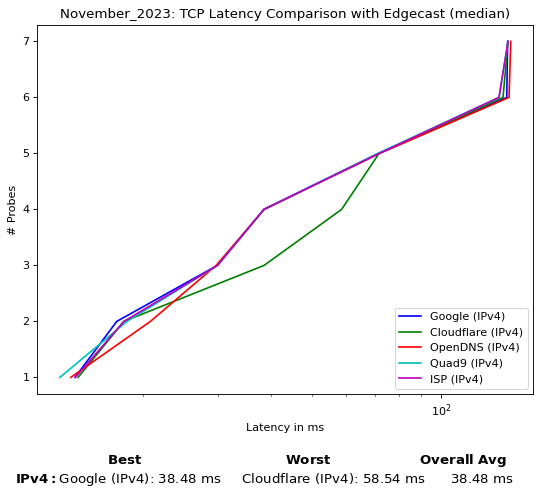 November_2023: TCP Latency Comparison with Edgecast (median)
7
6
5
4
3
2
1
# Probes
10²
Latency in ms
Google (IPv4)
Cloudflare (IPv4)
OpenDNS (IPv4)
Quad9 (IPv4)
ISP (IPv4)
Best Worst Overall Avg
IPv4: Google (IPv4): 38.48 ms Cloudflare (IPv4): 58.54 ms 38.48 ms